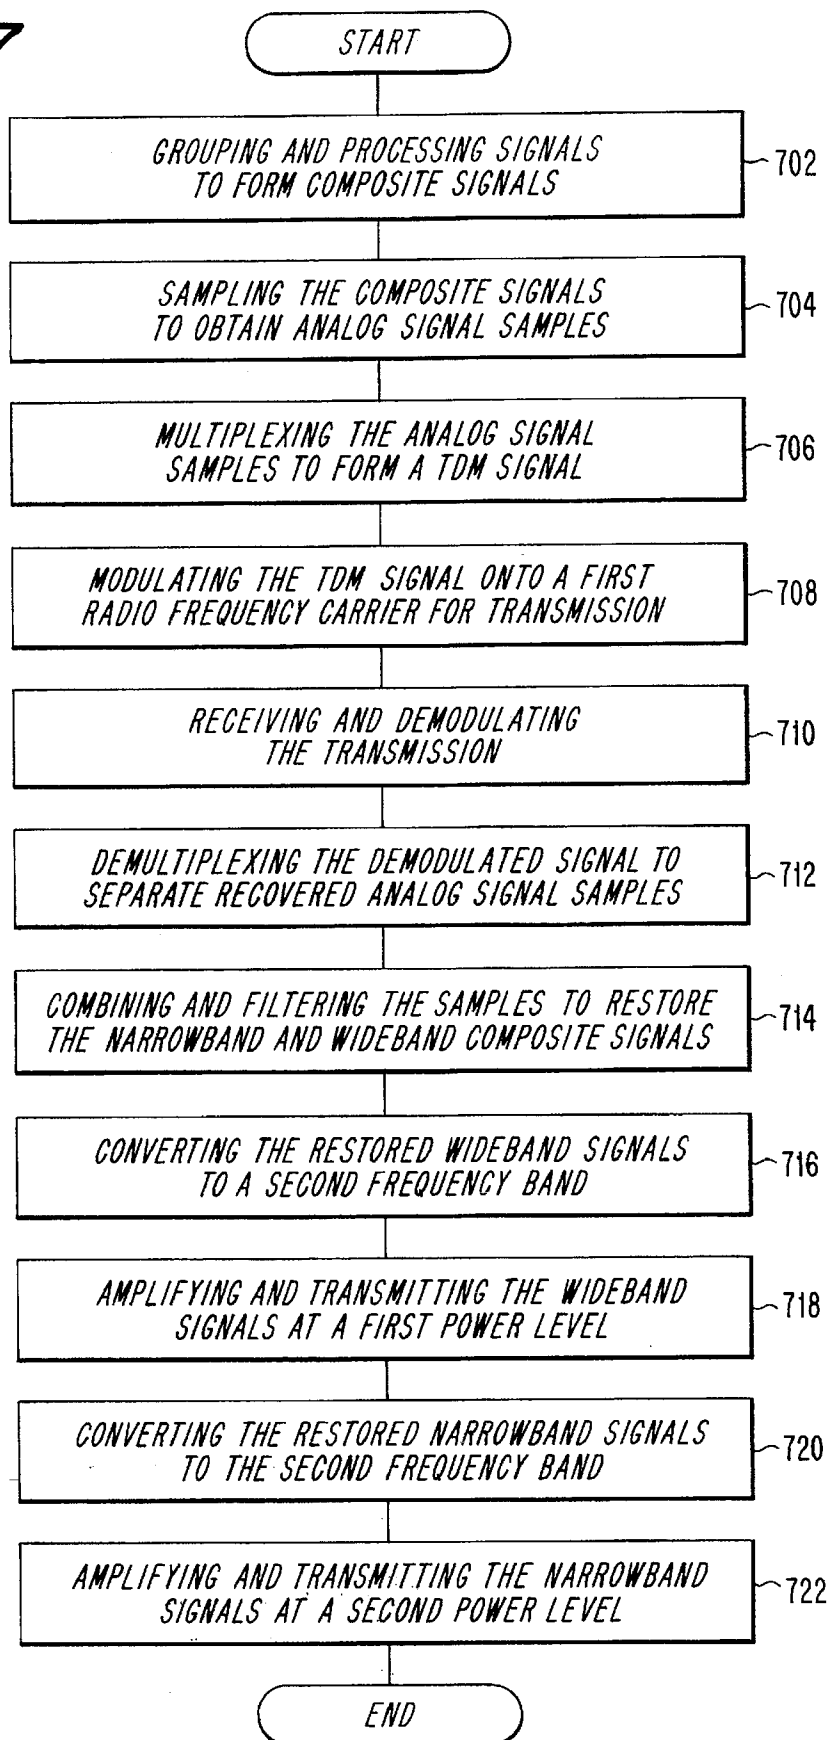 7
START
GROUPING AND PROCESSING SIGNALS
TO FORM COMPOSITE SIGNALS
702
SAMPLING THE COMPOSITE SIGNALS
TO OBTAIN ANALOG SIGNAL SAMPLES
704
MULTIPLEXING THE ANALOG SIGNAL
SAMPLES TO FORM A TDM SIGNAL
706
MODULATING THE TDM SIGNAL ONTO A FIRST
RADIO FREQUENCY CARRIER FOR TRANSMISSION
708
RECEIVING AND DEMODULATING
THE TRANSMISSION
710
DEMULTIPLEXING THE DEMODULATED SIGNAL TO
SEPARATE RECOVERED ANALOG SIGNAL SAMPLES
712
COMBINING AND FILTERING THE SAMPLES TO RESTORE
THE NARROWBAND AND WIDEBAND COMPOSITE SIGNALS
714
CONVERTING THE RESTORED WIDEBAND SIGNALS
TO A SECOND FREQUENCY BAND
716
AMPLIFYING AND TRANSMITTING THE WIDEBAND
SIGNALS AT A FIRST POWER LEVEL
718
CONVERTING THE RESTORED NARROWBAND SIGNALS
TO THE SECOND FREQUENCY BAND
720
AMPLIFYING AND TRANSMITTING THE NARROWBAND
SIGNALS AT A SECOND POWER LEVEL
722
END